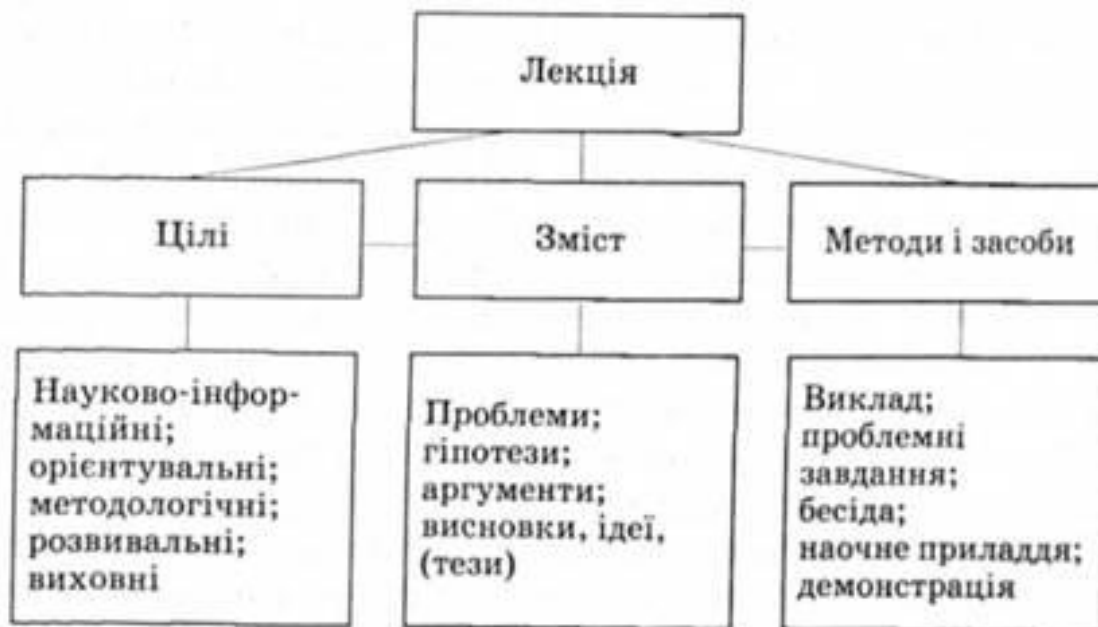 Лекція
Цілі
Зміст
Методи і засоби
Науково-інфор-
маційні;
орієнтувальні;
методологічні;
розвивальні;
виховні
Проблеми;
гіпотези;
аргументи;
висновки, ідеї,
(тези)
Виклад;
проблемні
завдання;
бесіда;
наочне приладдя;
демонстрація